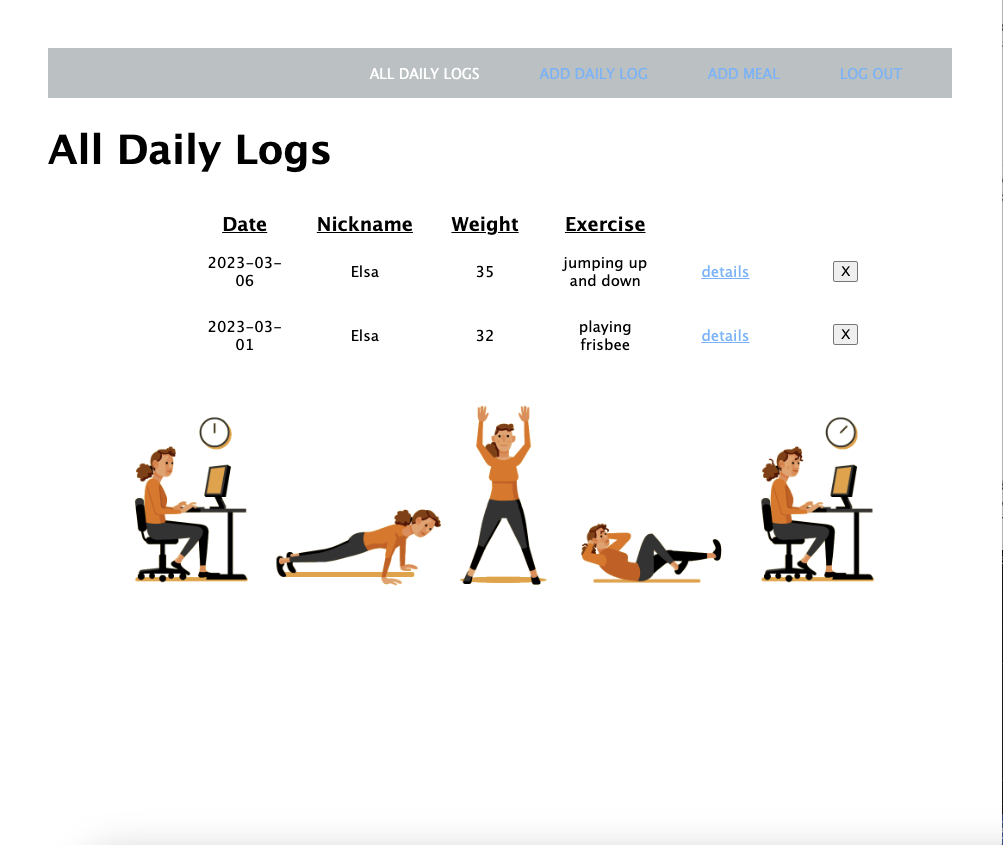 ALL DAILY LOGS ADD DAILY LOG ADD MEAL LOG OUT
All Daily Logs
Date Nickname Weight Exercise
2023-03-
06 Elsa 35 jumping up
and down details X
2023-03-
01 Elsa 32 playing
frisbee details X